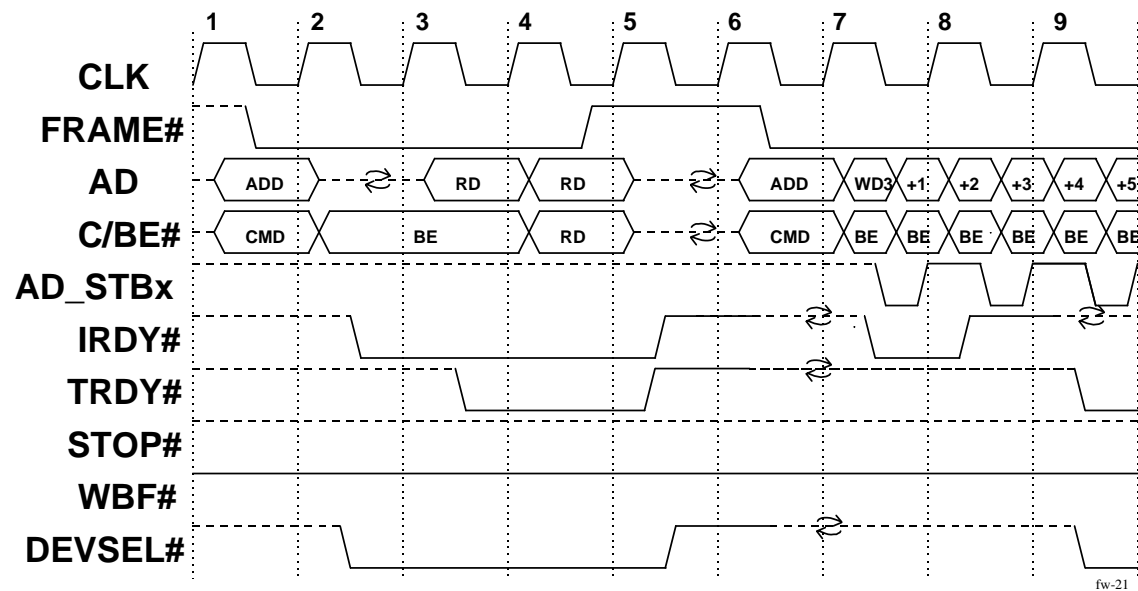 1 2 3 4 5 6 7 8 9
CLK
FRAME#
AD ADD RD RD ADD WD3 +1 +2 +3 +4 +5
C/BE# CMD BE RD CMD BE BE BE BE BE BE
AD_STBx
IRDY#
TRDY#
STOP#
WBF#
DEVSEL#
fw-21